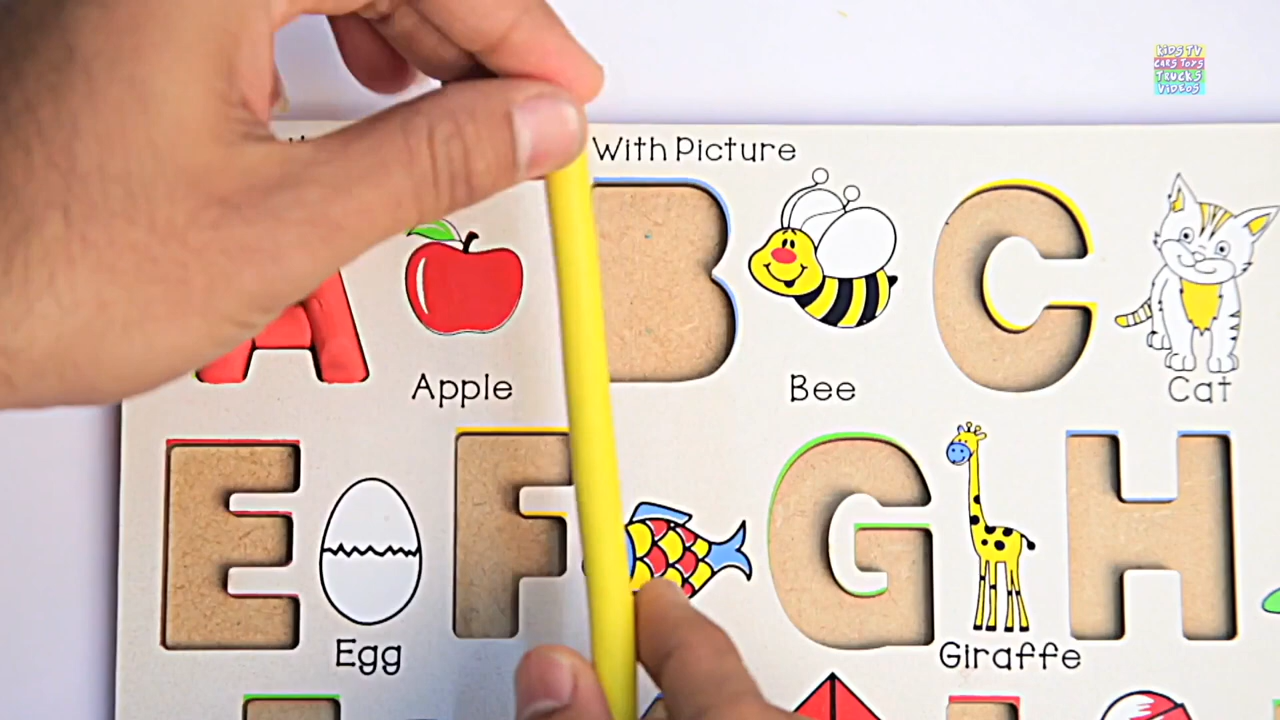 KiDS TV
CARS TOYS
TRUCKS
ViDEOS
With Picture
A B C
Apple Bee Cat
E F G H
Egg Giraffe